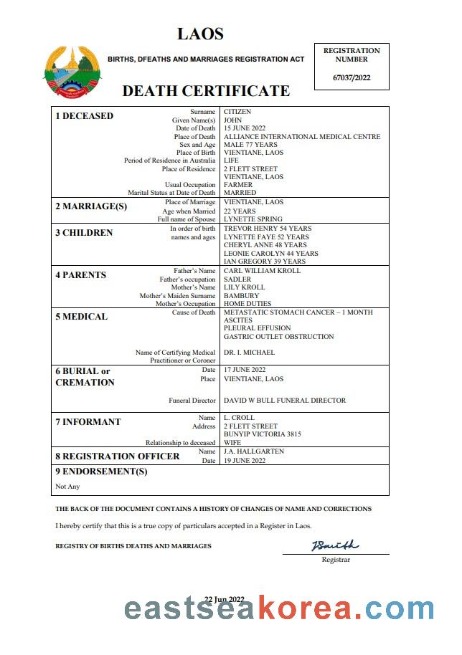 LAOS
BIRTHS, DFEATHS AND MARRIAGES REGISTRATION ACT
REGISTRATION
NUMBER
67037/2022
DEATH CERTIFICATE
1 DECEASED
Surname CITIZEN
Given Name(s) JOHN
Date of Death 15 JUNE 2022
Place of Death ALLIANCE INTERNATIONAL MEDICAL CENTRE
Sex and Age MALE 77 YEARS
Place of Birth VIENTIANE, LAOS
Period of Residence in Australia LIFE
Place of Residence 2 FLETT STREET
VIENTIANE, LAOS
Usual Occupation FARMER
Marital Status at Date of Death MARRIED
2 MARRIAGE(S) Place of Marriage VIENTIANE, LAOS
Age when Married 22 YEARS
Full name of Spouse LYNETTE SPRING
3 CHILDREN In order of birth TREVOR HENRY 54 YEARS
names and ages LYNETTE FAYE 52 YEARS
CHERYL ANNE 48 YEARS
LEONIE CAROLYN 44 YEARS
IAN GREGORY 39 YEARS
4 PARENTS Father's Name CARL WILLIAM KROLL
Father's occupation SADLER
Mother's Name LILY KROLL
Mother's Maiden Surname BAMBURY
Mother's Occupation HOME DUTIES
5 MEDICAL Cause of Death METASTATIC STOMACH CANCER – 1 MONTH
ASCITES
PLEURAL EFFUSION
GASTRIC OUTLET OBSTRUCTION
Name of Certifying Medical DR. I. MICHAEL
Practitioner or Coroner
6 BURIAL or Date 17 JUNE 2022
CREMATION Place VIENTIANE, LAOS
Funeral Director DAVID W BULL FUNERAL DIRECTOR
7 INFORMANT Name L. CROLL
Address 2 FLETT STREET
BUNYIP VICTORIA 3815
Relationship to deceased WIFE
8 REGISTRATION OFFICER Name J.A. HALLGARTEN
Date 19 JUNE 2022
9 ENDORSEMENT(S)
Not Any
THE BACK OF THE DOCUMENT CONTAINS A HISTORY OF CHANGES OF NAME AND CORRECTIONS
I hereby certify that this is a true copy of particulars accepted in a Register in Laos.
REGISTRY OF BIRTHS DEATHS AND MARRIAGES
Registrar
22 Jun 2022
eastseakorea.com